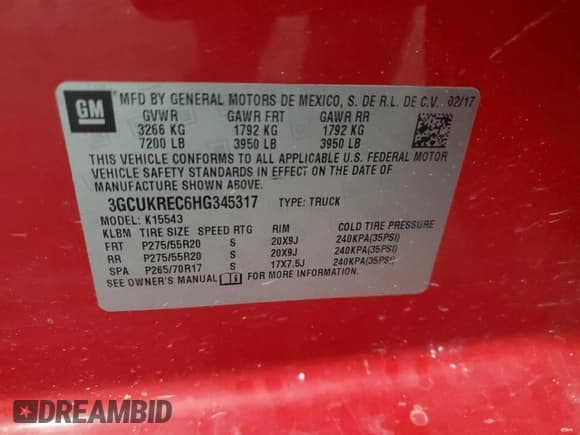 GM
MFD BY GENERAL MOTORS DE MEXICO, S. DE R.L. DE C.V. 02/17
GVWR GAWR FRT GAWR RR
3266 KG 1792 KG 1792 KG
7200 LB 3950 LB 3950 LB
THIS VEHICLE CONFORMS TO ALL APPLICABLE U.S. FEDERAL MOTOR
VEHICLE SAFETY STANDARDS IN EFFECT ON THE DATE OF
MANUFACTURE SHOWN ABOVE.
3GCUKREC6HG345317 TYPE: TRUCK
MODEL: K15543
KLBM TIRE SIZE SPEED RTG RIM COLD TIRE PRESSURE
FRT P275/55R20 S 20X9J 240KPA(35PSI)
RR P275/55R20 S 20X9J 240KPA(35PSI)
SPA P265/70R17 S 17X7.5J 240KPA(35PSI)
SEE OWNER'S MANUAL FOR MORE INFORMATION.
DREAMBID